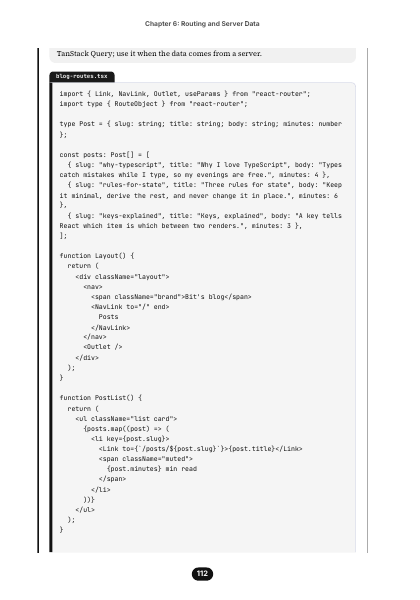 Chapter 6: Routing and Server Data
TanStack Query; use it when the data comes from a server.
blog-routes.tsx
import { Link, NavLink, Outlet, useParams } from "react-router";
import type { RouteObject } from "react-router";
type Post = { slug: string; title: string; body: string; minutes: number
};
const posts: Post[] = [
  { slug: "why-typescript", title: "Why I love TypeScript", body: "Types
catch mistakes while I type, so my evenings are free.", minutes: 4 },
  { slug: "rules-for-state", title: "Three rules for state", body: "Keep
it minimal, derive the rest, and never change it in place.", minutes: 6
},
  { slug: "keys-explained", title: "Keys, explained", body: "A key tells
React which item is which between two renders.", minutes: 3 },
];
function Layout() {
  return (
    <div className="layout">
      <nav>
        <span className="brand">Bit's blog</span>
        <NavLink to="/" end>
          Posts
        </NavLink>
      </nav>
      <Outlet />
    </div>
  );
}
function PostList() {
  return (
    <ul className="list card">
      {posts.map((post) => (
        <li key={post.slug}>
          <Link to={`/posts/${post.slug}`}>{post.title}</Link>
          <span className="muted">
            {post.minutes} min read
          </span>
        </li>
      ))}
    </ul>
  );
}
112